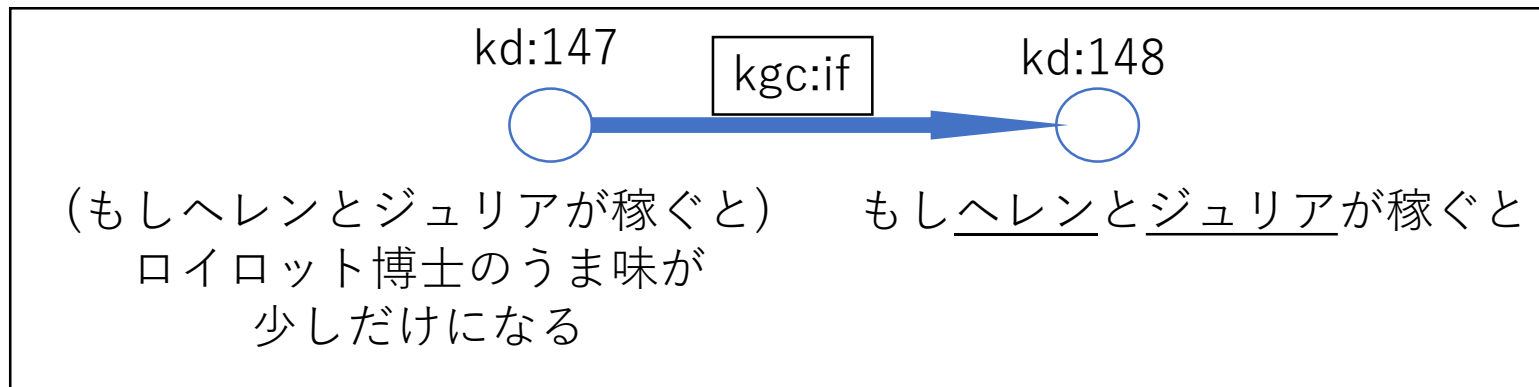 kd:147
kgc:if
kd:148
(もしヘレンとジュリアが稼ぐと)
ロイロット博士のうま味が
少しだけになる
もしヘレンとジュリアが稼ぐと